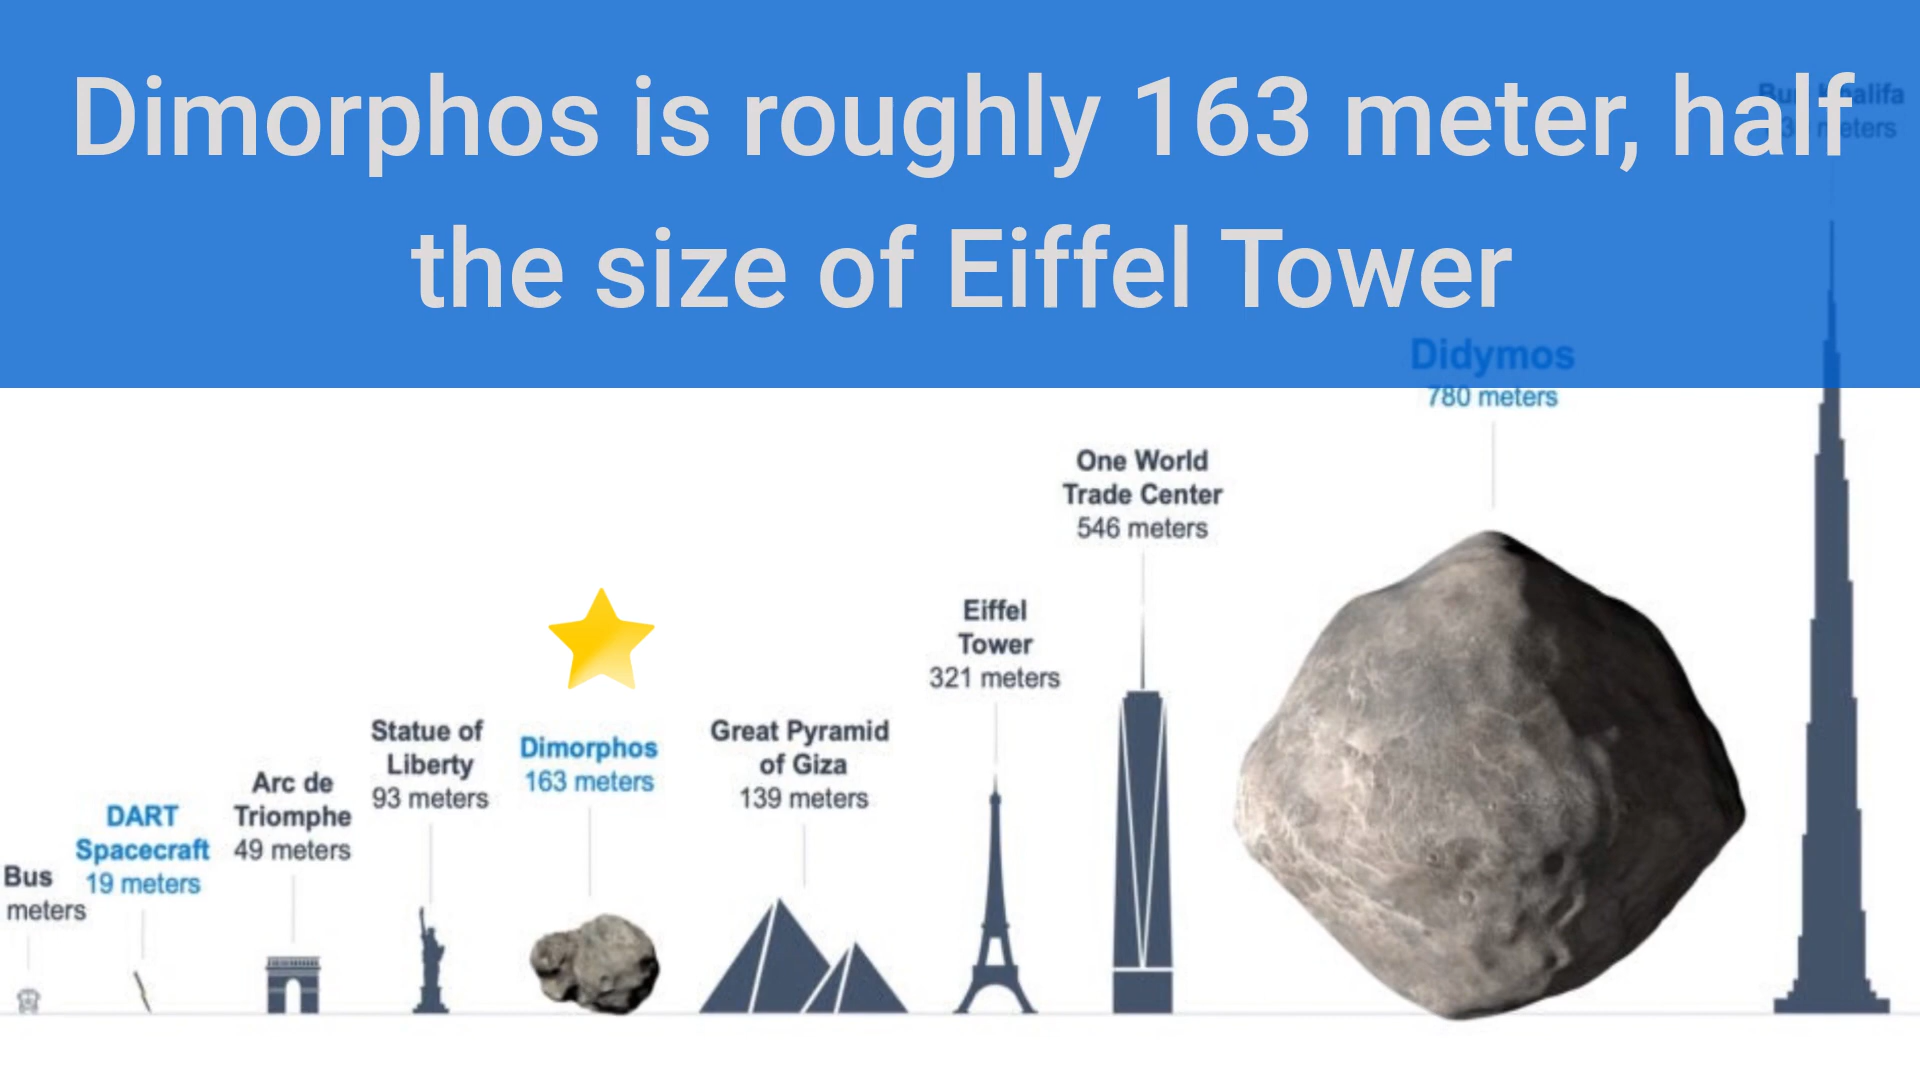 Dimorphos is roughly 163 meter, half
the size of Eiffel Tower
Didymos
780 meters
One World
Trade Center
546 meters
Eiffel
Tower
321 meters
Statue of
Liberty
93 meters
Dimorphos
163 meters
Great Pyramid
of Giza
139 meters
Arc de
Triomphe
49 meters
DART
Spacecraft
19 meters
Bus
meters